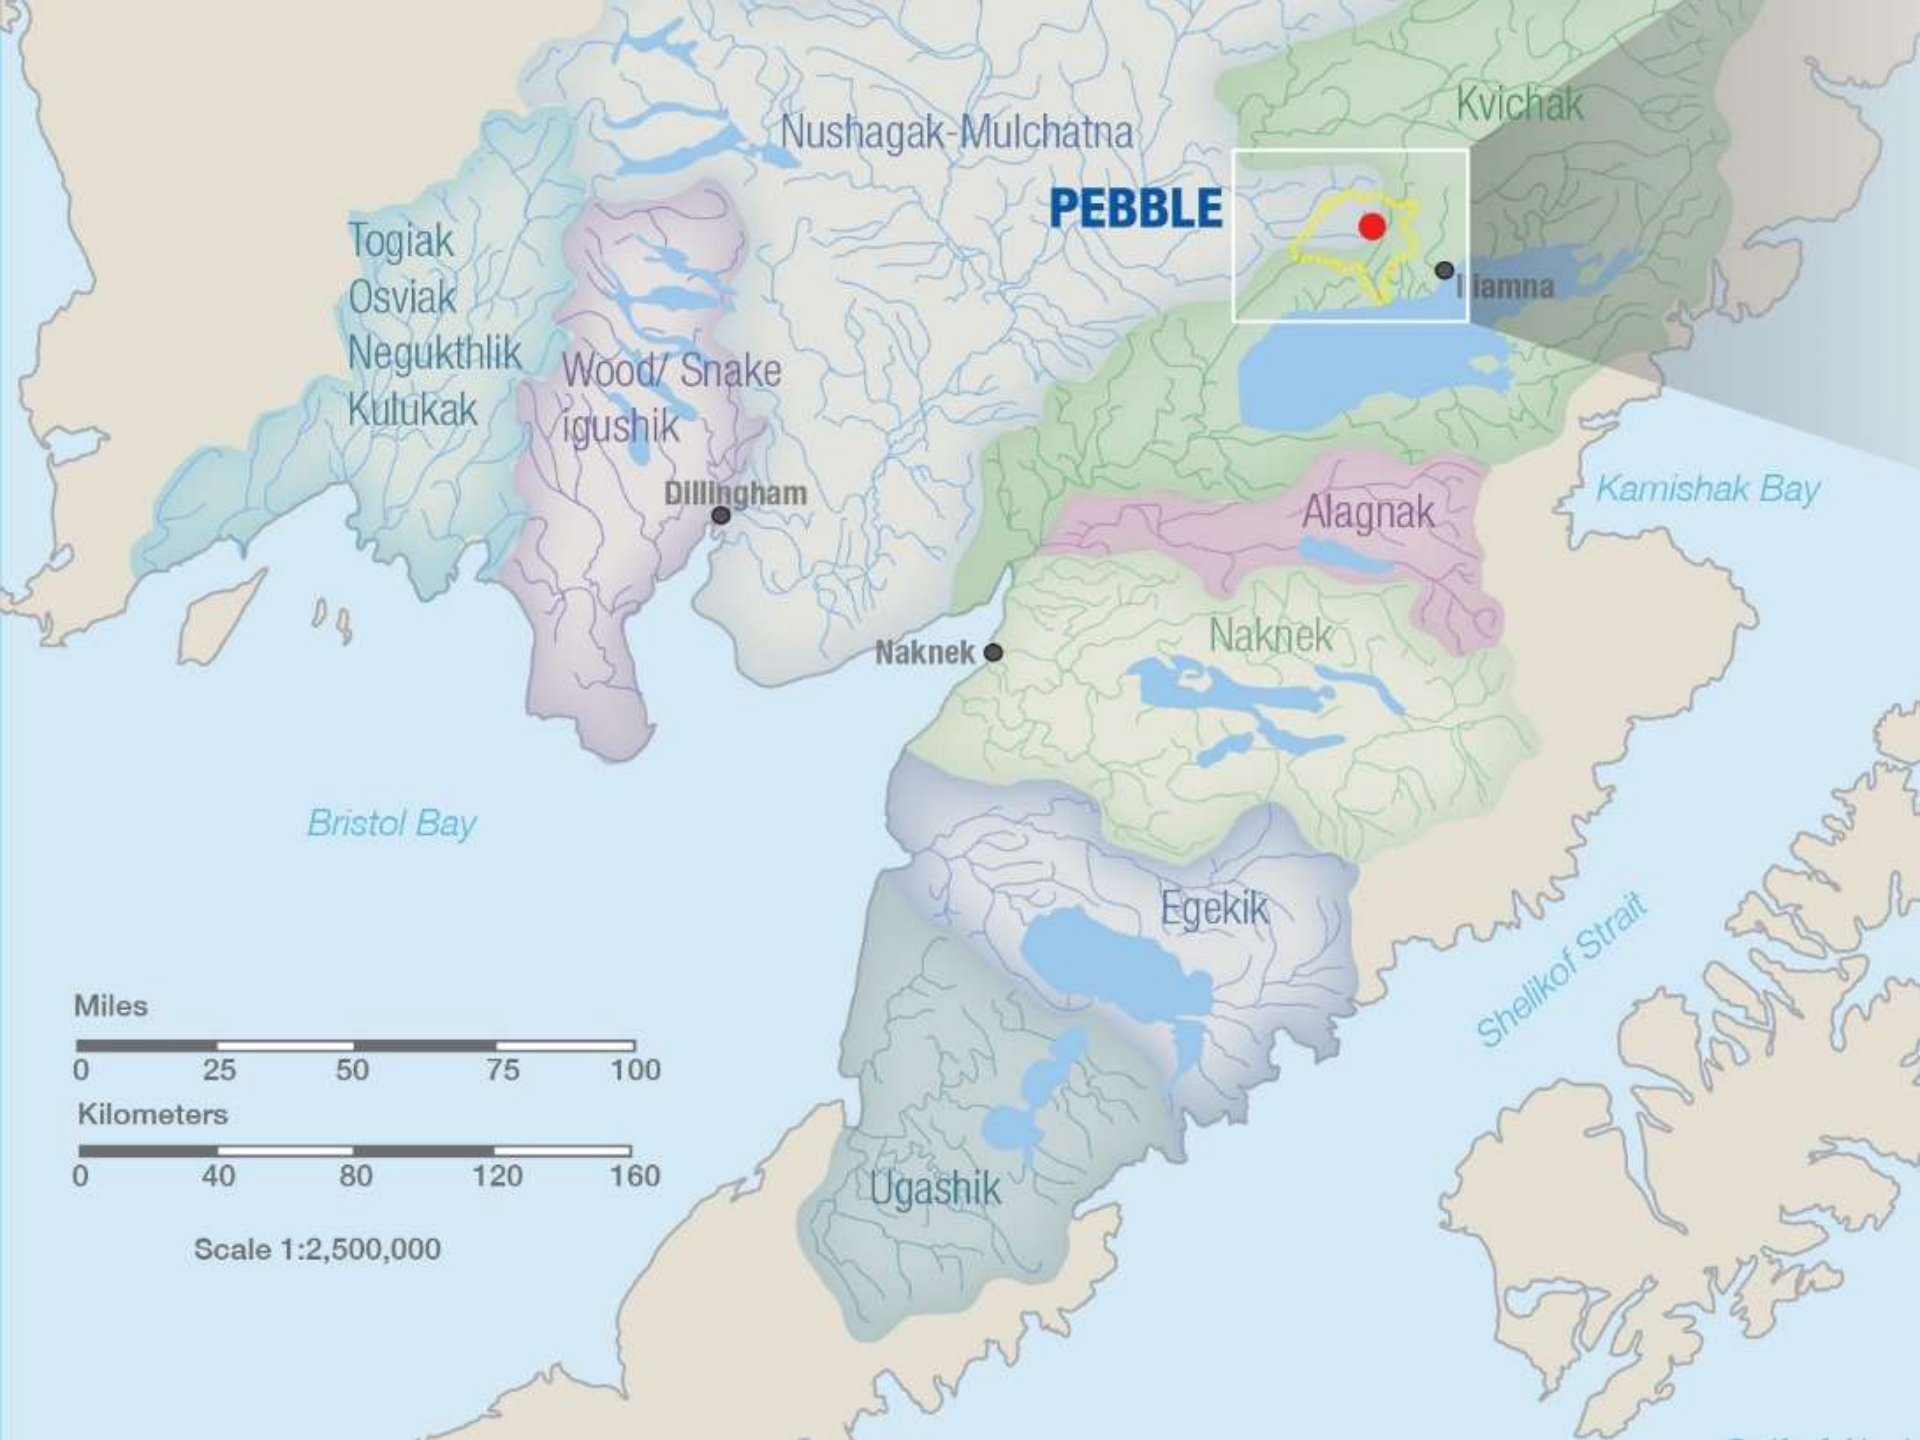 Nushagak-Mulchatna
Kvichak
PEBBLE
Iliamna
Togiak
Osviak
Negukthlik
Kulukak
Wood/ Snake
igushik
Dillingham
Kamishak Bay
Alagnak
Naknek
Naknek
Bristol Bay
Egekik
Shelikof Strait
Ugashik
Miles
0 25 50 75 100
Kilometers
0 40 80 120 160
Scale 1:2,500,000